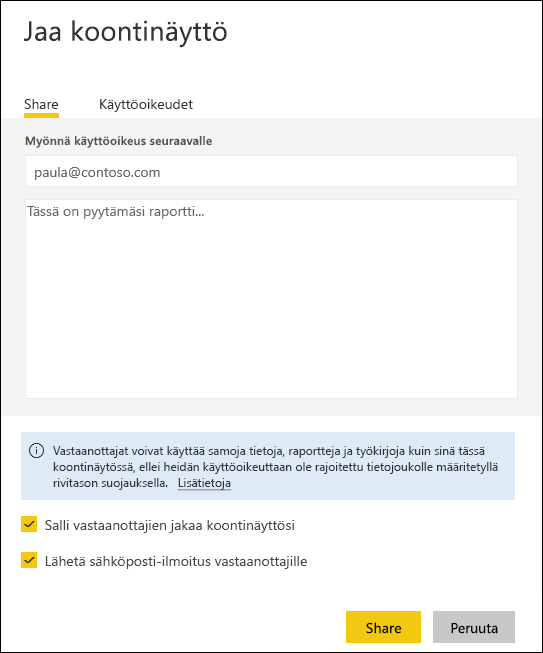 Jaa koontinäyttö
Share Käyttöoikeudet
Myönnä käyttöoikeus seuraavalle
paula@contoso.com
Tässä on pyytämäsi raportti...
Vastaanottajat voivat käyttää samoja tietoja, raportteja ja työkirjoja kuin sinä tässä
koontinäytössä, ellei heidän käyttöoikeuttaan ole rajoitettu tietojoukolle määritetyllä
rivitason suojauksella. Lisätietoja
Salli vastaanottajien jakaa koontinäyttösi
Lähetä sähköposti-ilmoitus vastaanottajille
Share Peruuta